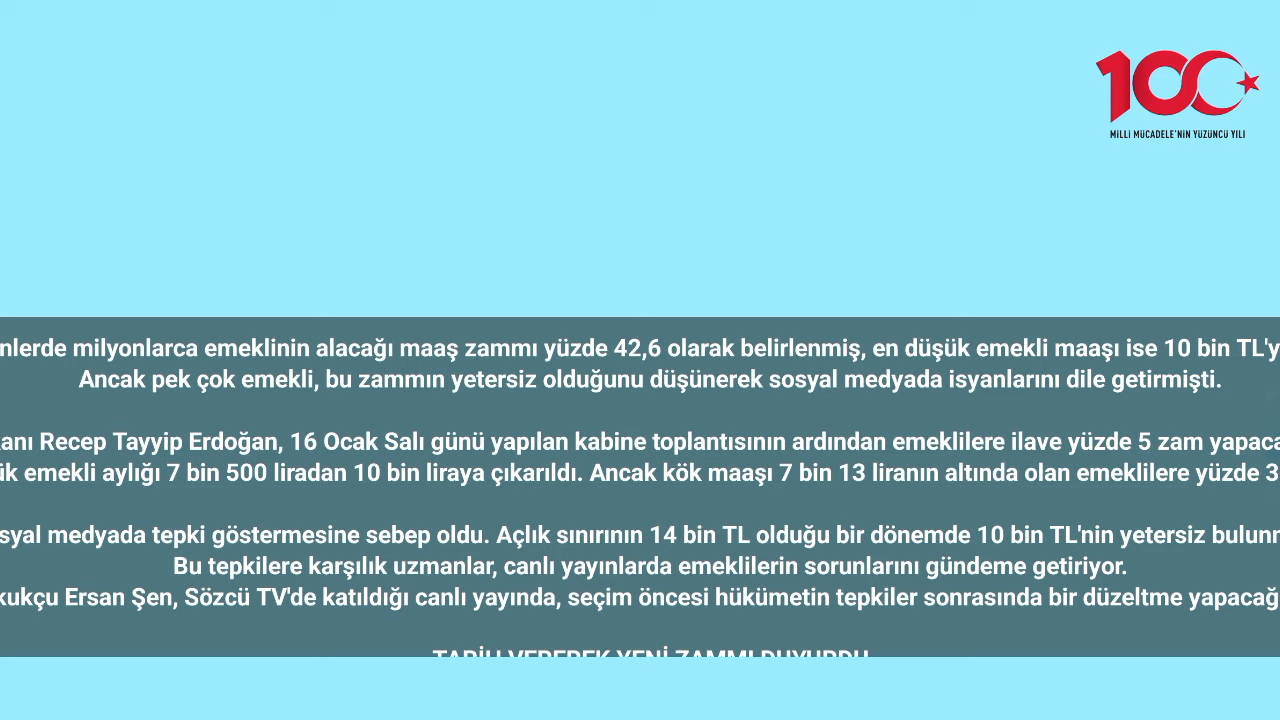 100
MİLLİ MÜCADELE'NİN YÜZÜNCÜ YILI
nlerde milyonlarca emeklinin alacağı maaş zammı yüzde 42,6 olarak belirlenmiş, en düşük emekli maaşı ise 10 bin TL'y
Ancak pek çok emekli, bu zammın yetersiz olduğunu düşünerek sosyal medyada isyanlarını dile getirmişti.
anı Recep Tayyip Erdoğan, 16 Ocak Salı günü yapılan kabine toplantısının ardından emeklilere ilave yüzde 5 zam yapaca
ük emekli aylığı 7 bin 500 liradan 10 bin liraya çıkarıldı. Ancak kök maaşı 7 bin 13 liranın altında olan emeklilere yüzde 3
syal medyada tepki göstermesine sebep oldu. Açlık sınırının 14 bin TL olduğu bir dönemde 10 bin TL'nin yetersiz bulunm
Bu tepkilere karşılık uzmanlar, canlı yayınlarda emeklilerin sorunlarını gündeme getiriyor.
kukçu Ersan Şen, Sözcü TV'de katıldığı canlı yayında, seçim öncesi hükümetin tepkiler sonrasında bir düzeltme yapacağ
TARİH VEREREK YENİ ZAMMI DUYURDU